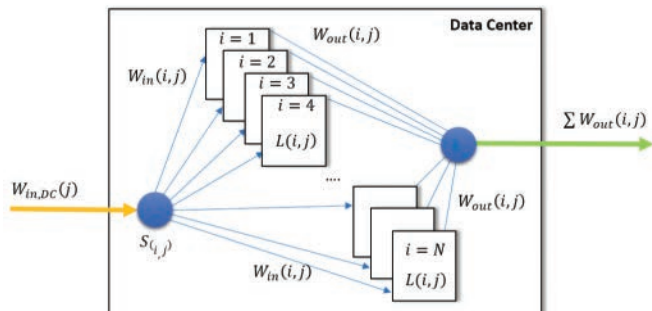 Data Center
W_out(i,j)
i = 1
i = 2
W_in(i,j)
i = 3
i = 4
L(i,j)
∑ W_out(i,j)
....
W_in,DC(j)
W_out(i,j)
S_(i,j)
i = N
W_in(i,j)
L(i,j)